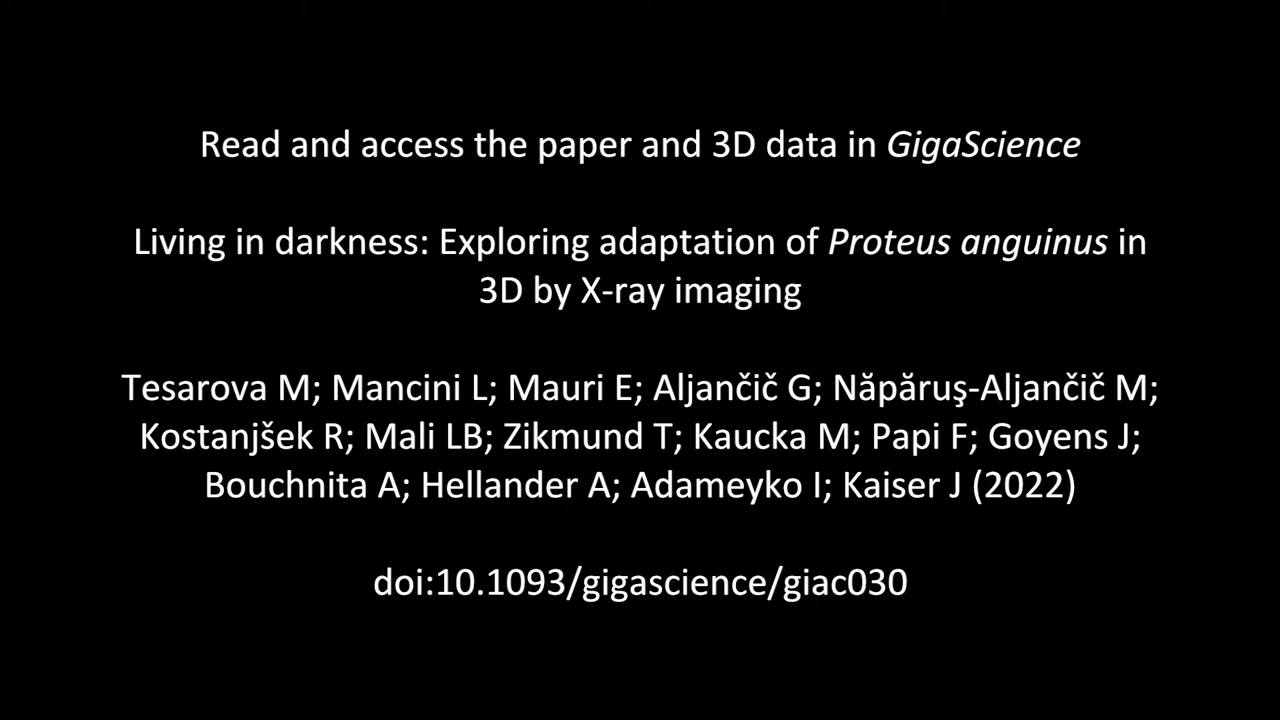 Read and access the paper and 3D data in GigaScience
Living in darkness: Exploring adaptation of Proteus anguinus in
3D by X-ray imaging
Tesarova M; Mancini L; Mauri E; Aljančič G; Năpăruş-Aljančič M;
Kostanjšek R; Mali LB; Zikmund T; Kaucka M; Papi F; Goyens J;
Bouchnita A; Hellander A; Adameyko I; Kaiser J (2022)
doi:10.1093/gigascience/giac030